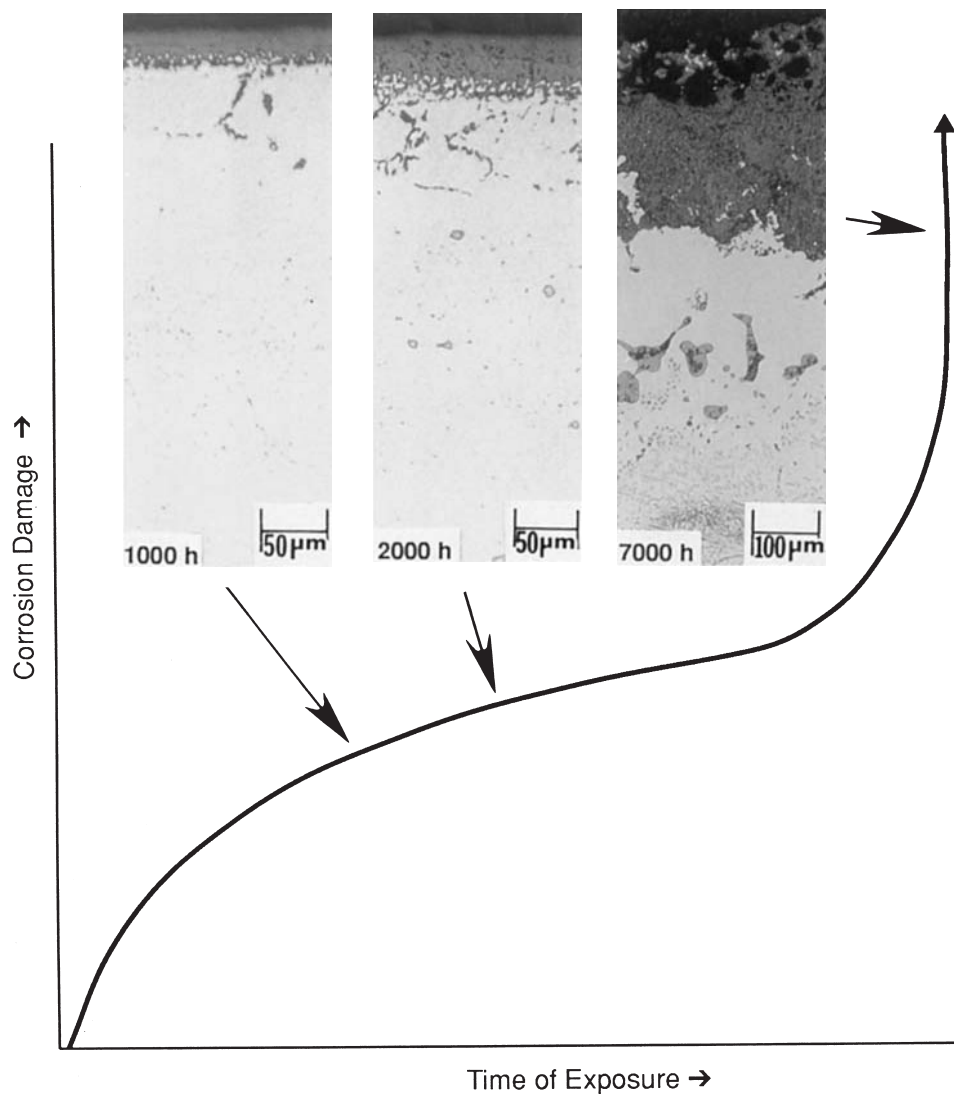 1000 h
50µm
2000 h
50µm
7000 h
100µm
Corrosion Damage →
Time of Exposure →